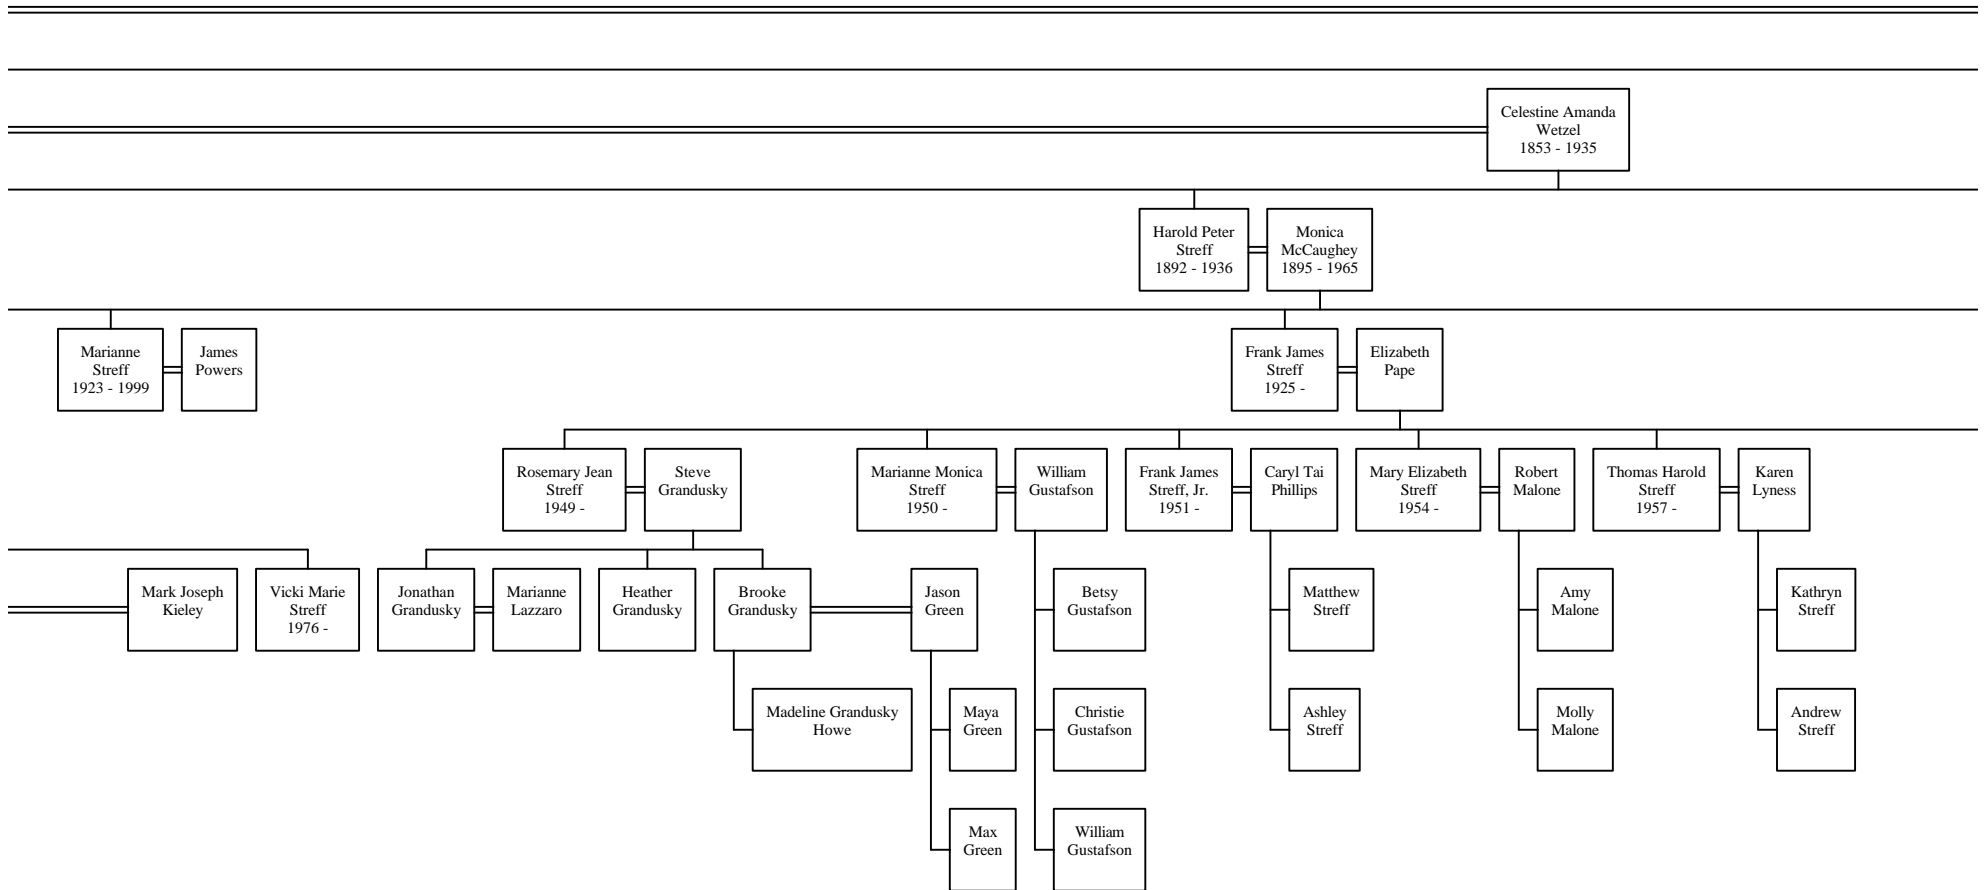 Celestine Amanda
Wetzel
1853 - 1935
Harold Peter
Streff
1892 - 1936
Monica
McCaughey
1895 - 1965
Marianne
Streff
1923 - 1999
James
Powers
Frank James
Streff
1925 -
Elizabeth
Pape
Rosemary Jean
Streff
1949 -
Steve
Grandusky
Marianne Monica
Streff
1950 -
William
Gustafson
Frank James
Streff, Jr.
1951 -
Caryl Tai
Phillips
Mary Elizabeth
Streff
1954 -
Robert
Malone
Thomas Harold
Streff
1957 -
Karen
Lyness
Mark Joseph
Kieley
Vicki Marie
Streff
1976 -
Jonathan
Grandusky
Marianne
Lazzaro
Heather
Grandusky
Brooke
Grandusky
Jason
Green
Betsy
Gustafson
Matthew
Streff
Amy
Malone
Kathryn
Streff
Madeline Grandusky
Howe
Maya
Green
Christie
Gustafson
Ashley
Streff
Molly
Malone
Andrew
Streff
Max
Green
William
Gustafson